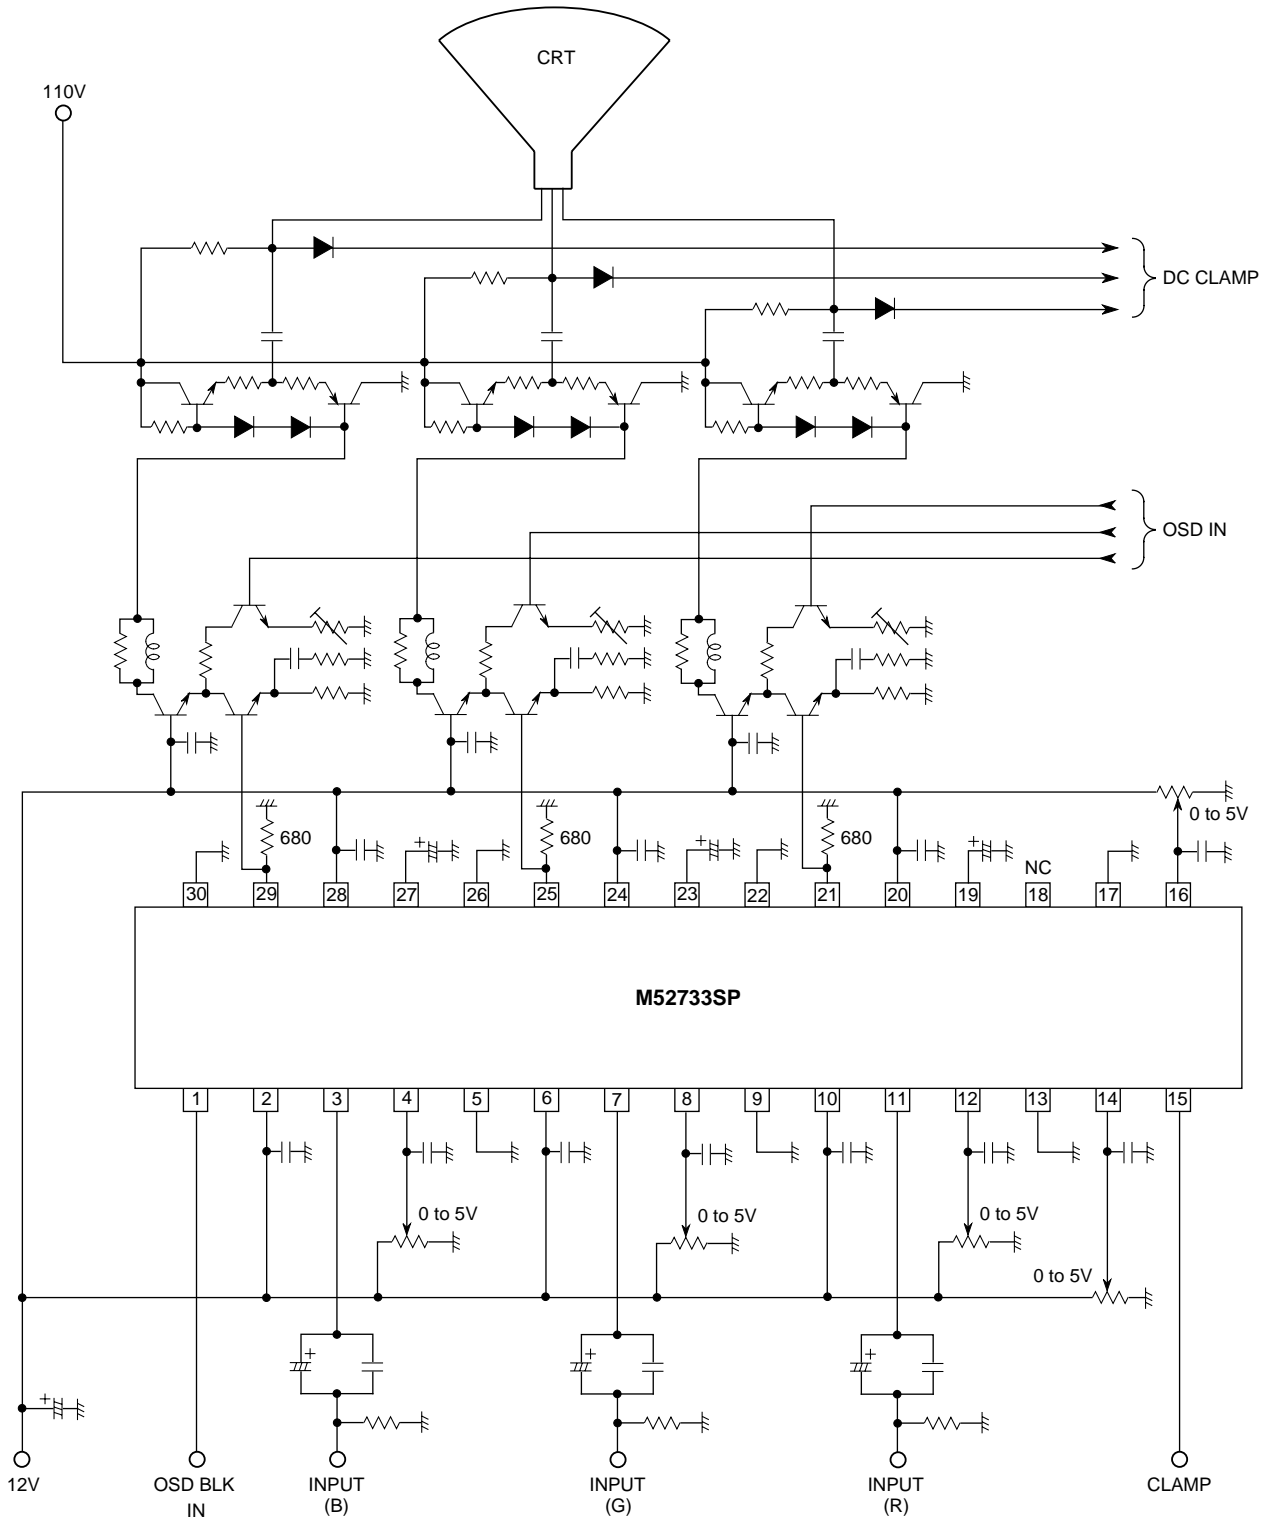 CRT
110V
DC CLAMP
OSD IN
0 to 5V
680
680
680
NC
30 29 28 27 26 25 24 23 22 21 20 19 18 17 16
M52733SP
1 2 3 4 5 6 7 8 9 10 11 12 13 14 15
0 to 5V
0 to 5V
0 to 5V
0 to 5V
12V
OSD BLK
IN
INPUT
(B)
INPUT
(G)
INPUT
(R)
CLAMP